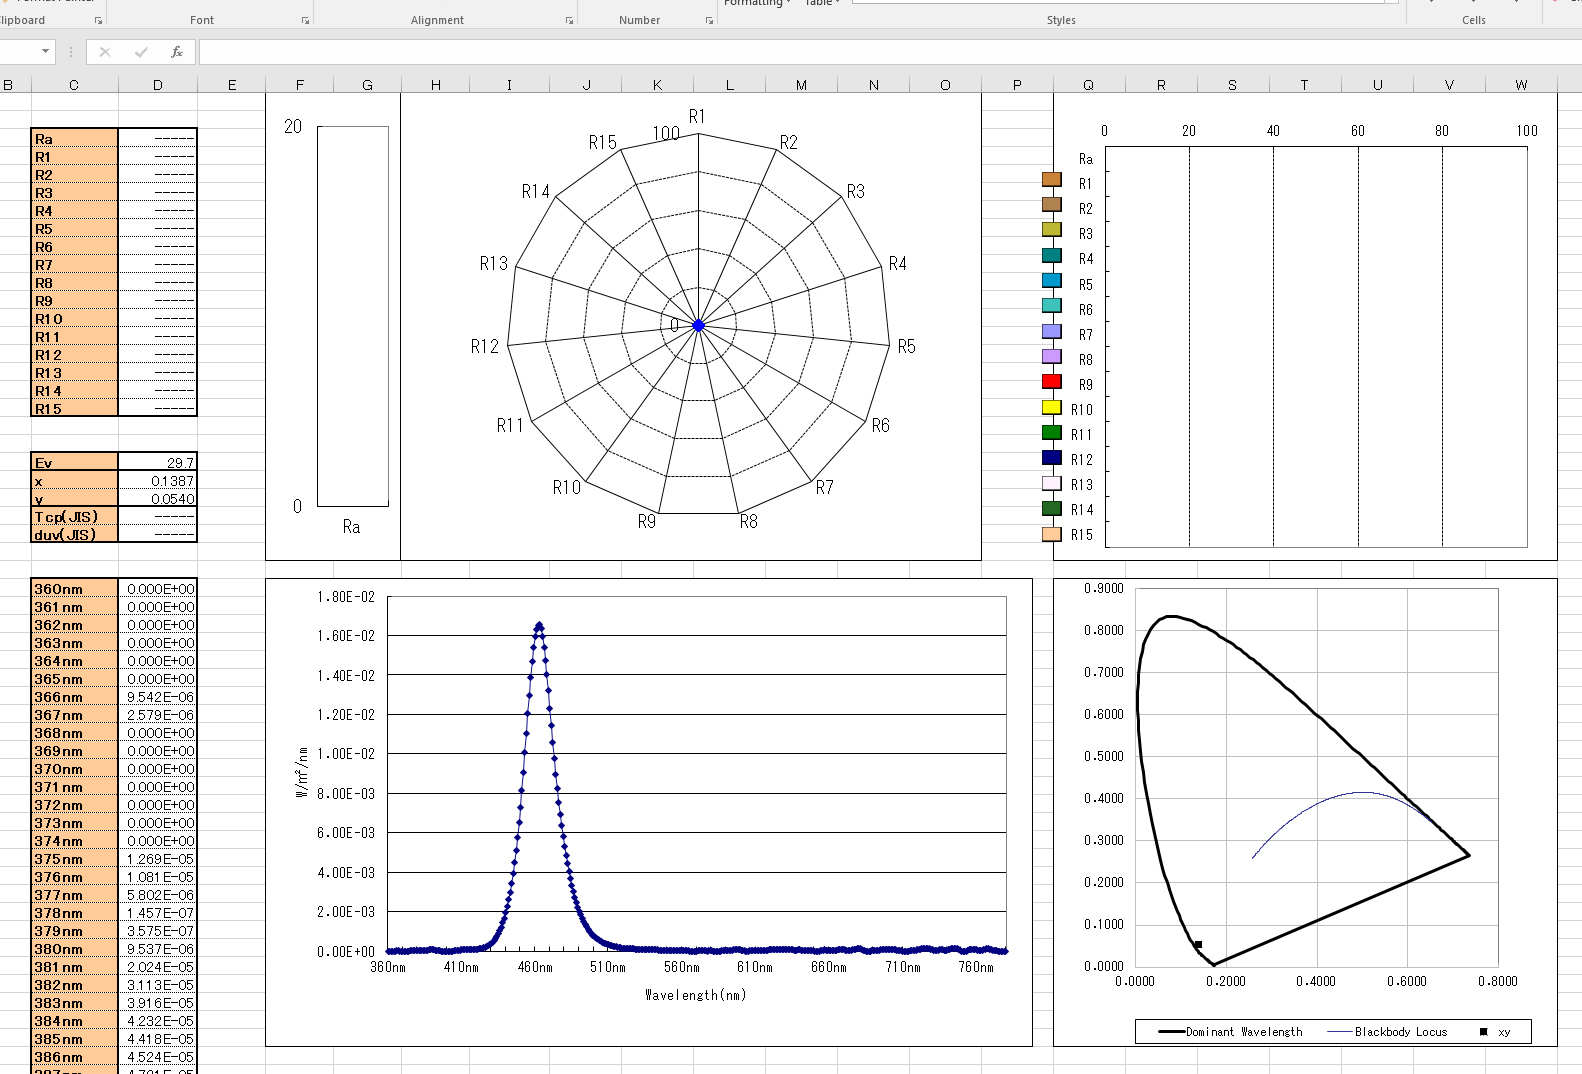 Clipboard Font Alignment Number Styles Cells
Formatting Table
fx
B C D E F G H I J K L M N O P Q R S T U V W
Ra -----
R1 -----
R2 -----
R3 -----
R4 -----
R5 -----
R6 -----
R7 -----
R8 -----
R9 -----
R10 -----
R11 -----
R12 -----
R13 -----
R14 -----
R15 -----
Ev 29.7
x 0.1387
y 0.0540
Tcp(JIS) -----
duv(JIS) -----
360nm 0.000E+00
361nm 0.000E+00
362nm 0.000E+00
363nm 0.000E+00
364nm 0.000E+00
365nm 0.000E+00
366nm 9.542E-06
367nm 2.579E-06
368nm 0.000E+00
369nm 0.000E+00
370nm 0.000E+00
371nm 0.000E+00
372nm 0.000E+00
373nm 0.000E+00
374nm 0.000E+00
375nm 1.269E-05
376nm 1.081E-05
377nm 5.802E-06
378nm 1.457E-07
379nm 3.575E-07
380nm 9.537E-06
381nm 2.024E-05
382nm 3.113E-05
383nm 3.916E-05
384nm 4.232E-05
385nm 4.418E-05
386nm 4.524E-05
20
0
Ra
R1
R2
R3
R4
R5
R6
R7
R8
R9
R10
R11
R12
R13
R14
R15
100
0
0 20 40 60 80 100
Ra
R1
R2
R3
R4
R5
R6
R7
R8
R9
R10
R11
R12
R13
R14
R15
1.80E-02
1.60E-02
1.40E-02
1.20E-02
1.00E-02
8.00E-03
6.00E-03
4.00E-03
2.00E-03
0.00E+00
W/m²/nm
360nm 410nm 460nm 510nm 560nm 610nm 660nm 710nm 760nm
Wavelength(nm)
0.9000
0.8000
0.7000
0.6000
0.5000
0.4000
0.3000
0.2000
0.1000
0.0000
0.0000 0.2000 0.4000 0.6000 0.8000
Dominant Wavelength Blackbody Locus xy